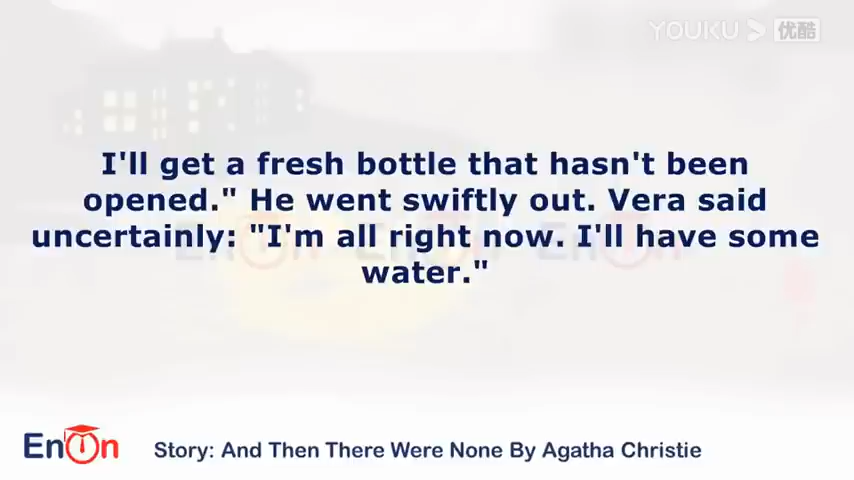 YOUKU 优酷
I'll get a fresh bottle that hasn't been
opened." He went swiftly out. Vera said
uncertainly: "I'm all right now. I'll have some
water."
EnOn
Story: And Then There Were None By Agatha Christie